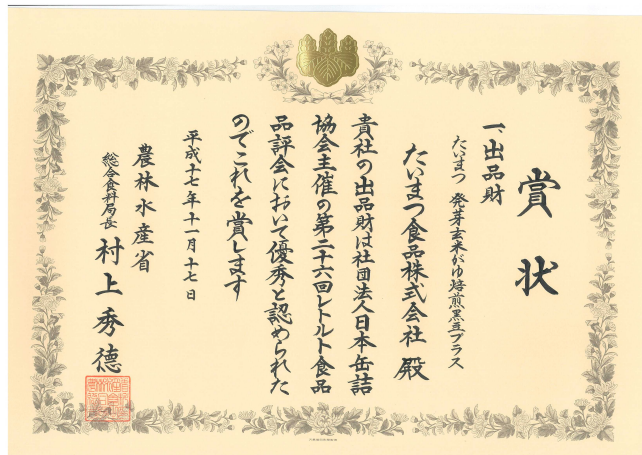 賞状
一、出品財
たいまつ 発芽玄米がゆ焙煎黒豆プラス
たいまつ食品株式会社 殿
貴社の出品財は社団法人日本缶詰
協会主催の第二十六回レトルト食品
品評会において優秀と認められた
のでこれを賞します
平成十七年十一月十七日
農林水産省
総合食料局長 村上秀徳